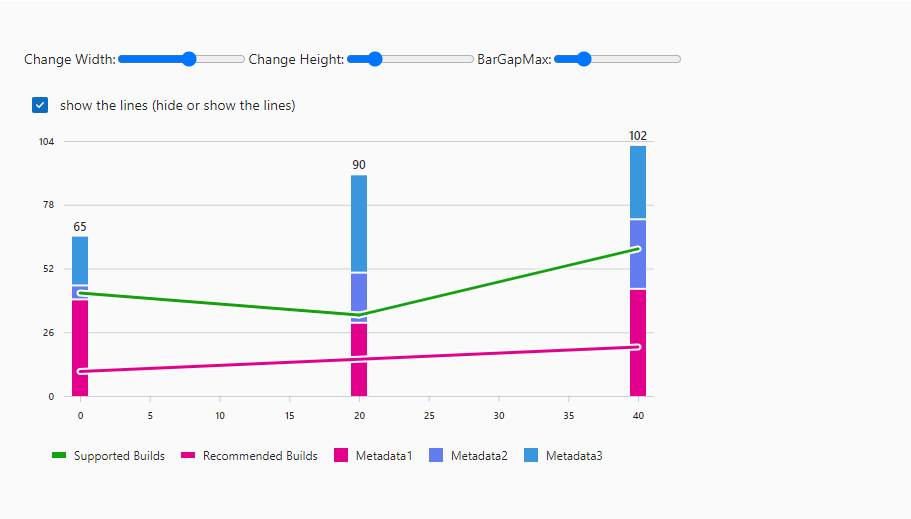 Change Width: Change Height: BarGapMax:
show the lines (hide or show the lines)
102
104
90
78
65
52
26
0
0 5 10 15 20 25 30 35 40
Supported Builds Recommended Builds Metadata1 Metadata2 Metadata3